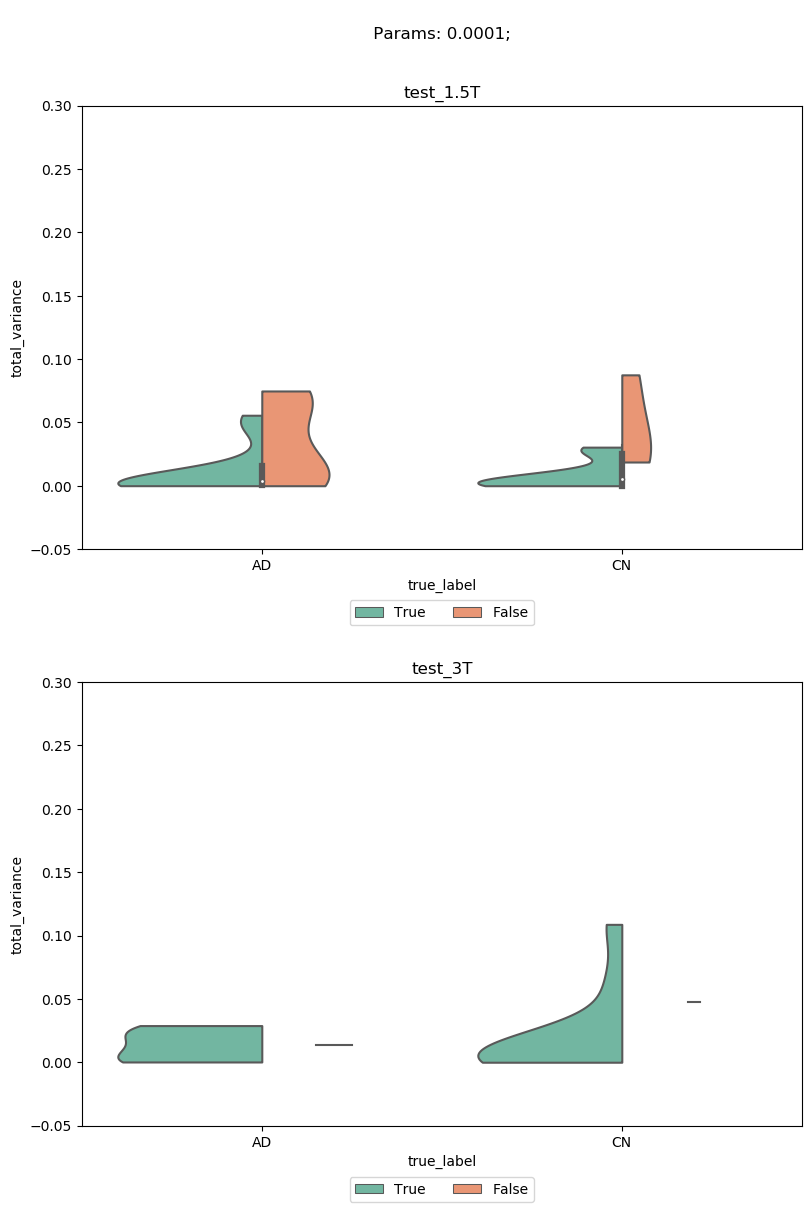 Params: 0.0001;
test_1.5T
0.30
0.25
0.20
0.15
0.10
0.05
0.00
−0.05
total_variance
AD CN
true_label
True False
test_3T
0.30
0.25
0.20
0.15
0.10
0.05
0.00
−0.05
total_variance
AD CN
true_label
True False